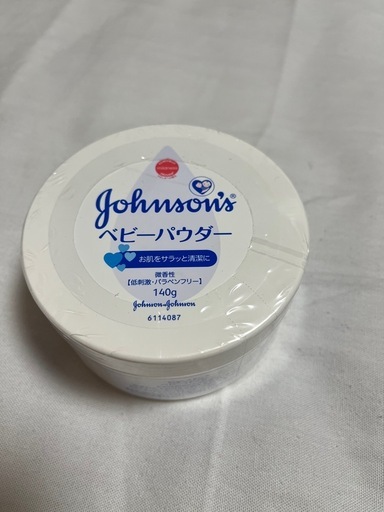 Johnson's®
ベビーパウダー
お肌をサラッと清潔に
微香性
【低刺激・パラベンフリー】
140g
Johnson & Johnson
6114087